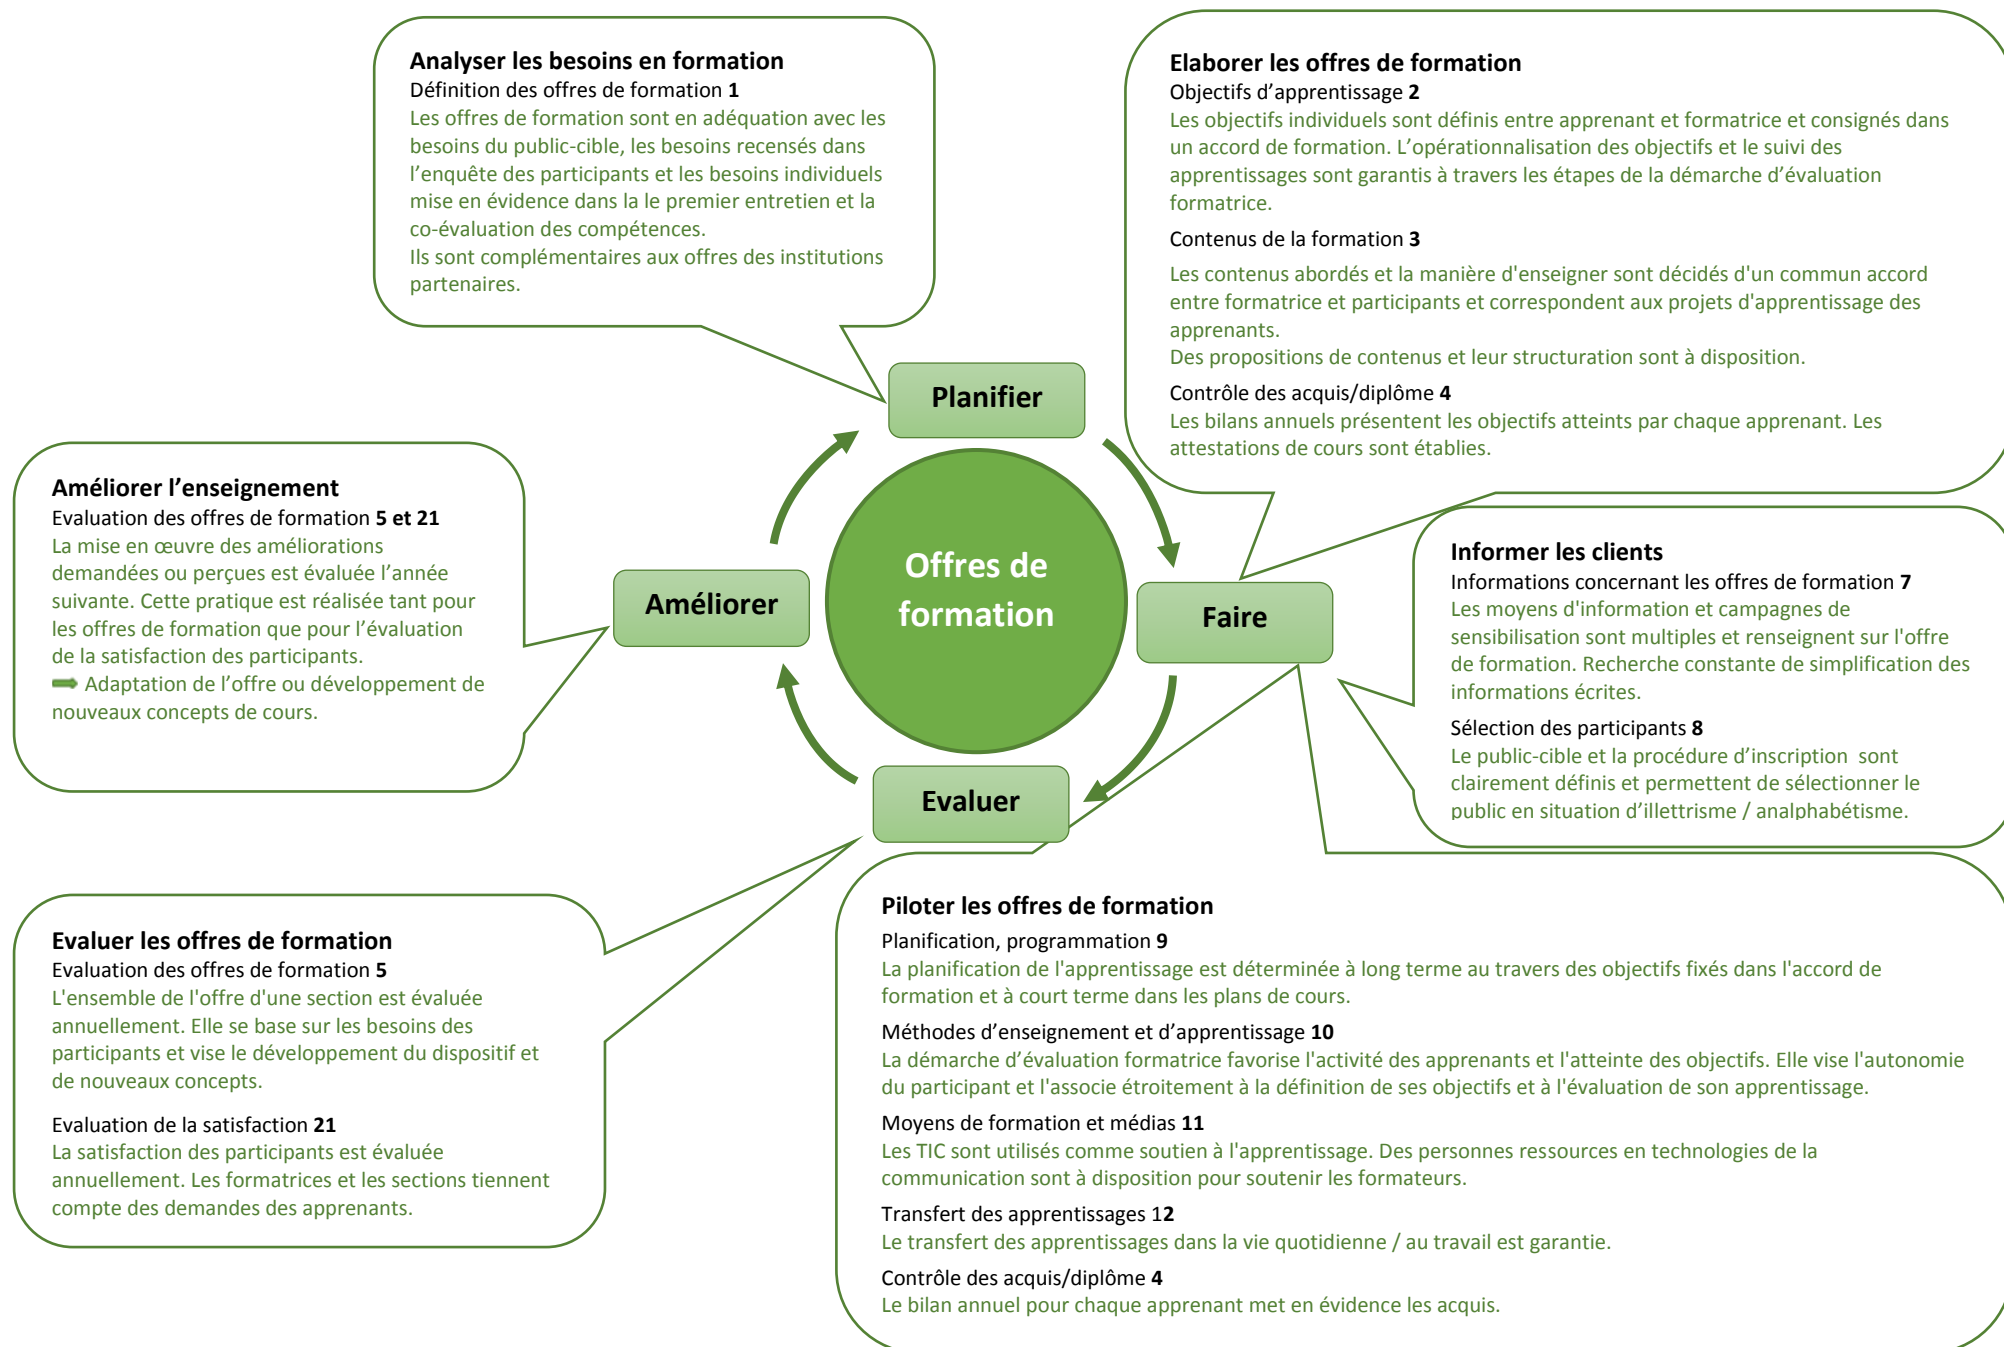 Analyser les besoins en formation
Définition des offres de formation 1
Les offres de formation sont en adéquation avec les
besoins du public-cible, les besoins recensés dans
l'enquête des participants et les besoins individuels
mise en évidence dans la le premier entretien et la
co-évaluation des compétences.
Ils sont complémentaires aux offres des institutions
partenaires.
Elaborer les offres de formation
Objectifs d'apprentissage 2
Les objectifs individuels sont définis entre apprenant et formatrice et consignés dans
un accord de formation. L'opérationnalisation des objectifs et le suivi des
apprentissages sont garantis à travers les étapes de la démarche d'évaluation
formatrice.
Contenus de la formation 3
Les contenus abordés et la manière d'enseigner sont décidés d'un commun accord
entre formatrice et participants et correspondent aux projets d'apprentissage des
apprenants.
Des propositions de contenus et leur structuration sont à disposition.
Contrôle des acquis/diplôme 4
Les bilans annuels présentent les objectifs atteints par chaque apprenant. Les
attestations de cours sont établies.
Planifier
Améliorer l'enseignement
Evaluation des offres de formation 5 et 21
La mise en œuvre des améliorations
demandées ou perçues est évaluée l'année
suivante. Cette pratique est réalisée tant pour
les offres de formation que pour l'évaluation
de la satisfaction des participants.
Adaptation de l'offre ou développement de
nouveaux concepts de cours.
Améliorer
Offres de
formation
Faire
Informer les clients
Informations concernant les offres de formation 7
Les moyens d'information et campagnes de
sensibilisation sont multiples et renseignent sur l'offre
de formation. Recherche constante de simplification des
informations écrites.
Sélection des participants 8
Le public-cible et la procédure d'inscription  sont
clairement définis et permettent de sélectionner le
public en situation d'illettrisme / analphabétisme.
Evaluer
Evaluer les offres de formation
Evaluation des offres de formation 5
L'ensemble de l'offre d'une section est évaluée
annuellement. Elle se base sur les besoins des
participants et vise le développement du dispositif et
de nouveaux concepts.
Evaluation de la satisfaction 21
La satisfaction des participants est évaluée
annuellement. Les formatrices et les sections tiennent
compte des demandes des apprenants.
Piloter les offres de formation
Planification, programmation 9
La planification de l'apprentissage est déterminée à long terme au travers des objectifs fixés dans l'accord de
formation et à court terme dans les plans de cours.
Méthodes d'enseignement et d'apprentissage 10
La démarche d'évaluation formatrice favorise l'activité des apprenants et l'atteinte des objectifs. Elle vise l'autonomie
du participant et l'associe étroitement à la définition de ses objectifs et à l'évaluation de son apprentissage.
Moyens de formation et médias 11
Les TIC sont utilisés comme soutien à l'apprentissage. Des personnes ressources en technologies de la
communication sont à disposition pour soutenir les formateurs.
Transfert des apprentissages 12
Le transfert des apprentissages dans la vie quotidienne / au travail est garantie.
Contrôle des acquis/diplôme 4
Le bilan annuel pour chaque apprenant met en évidence les acquis.